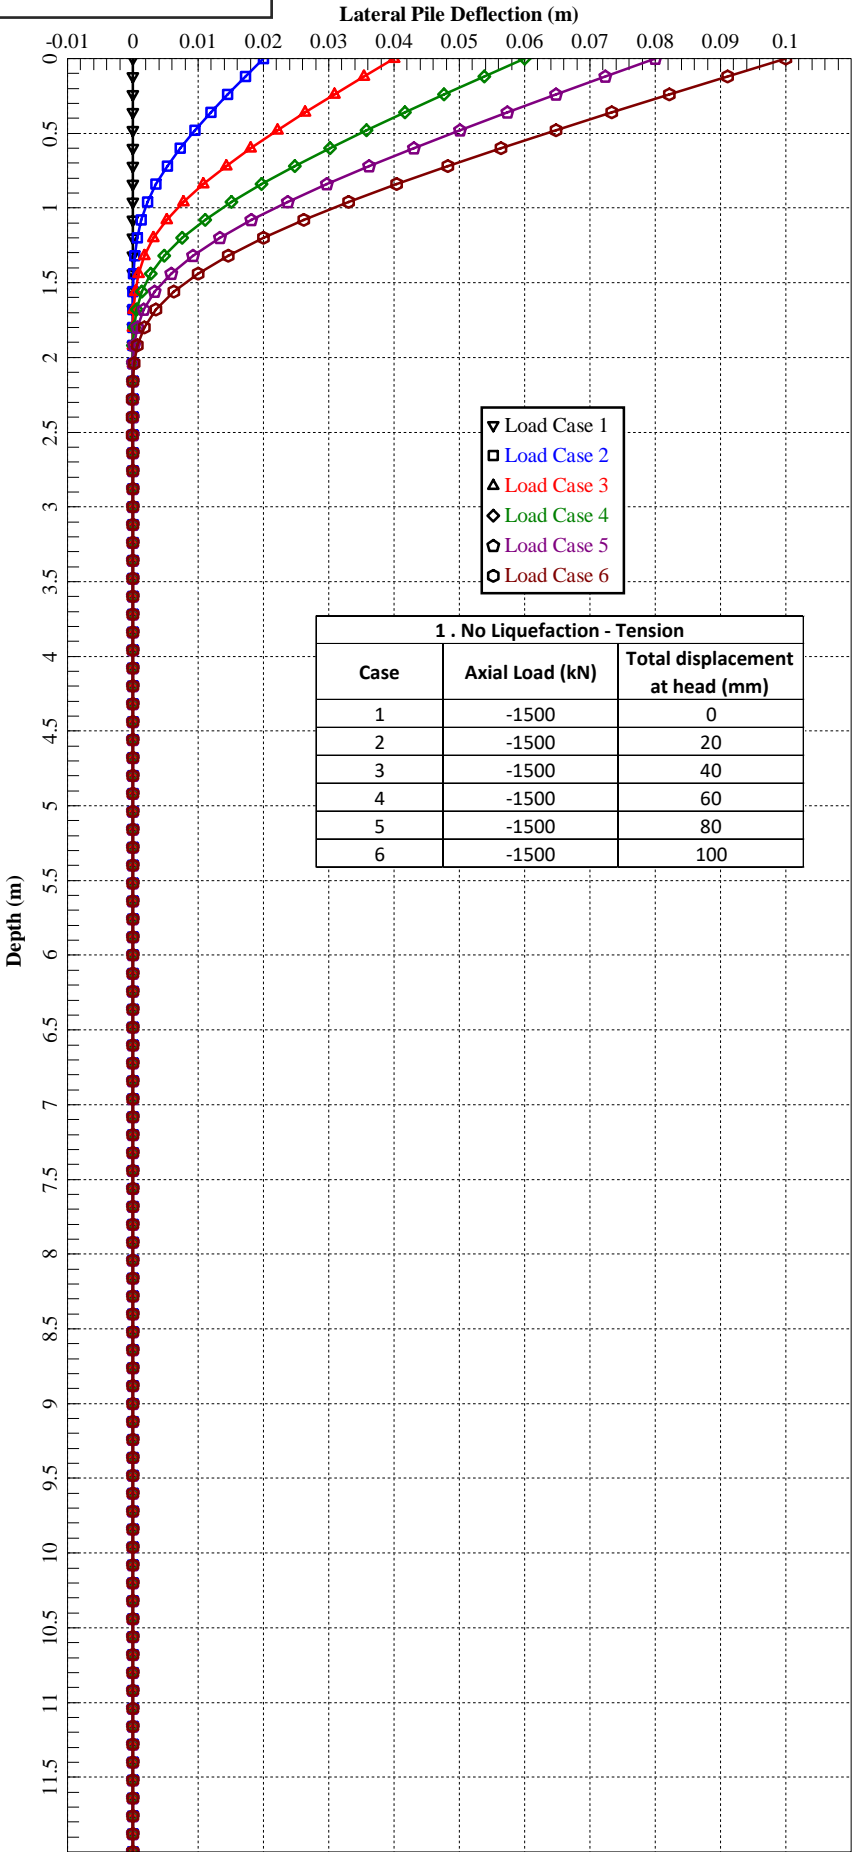 Lateral Pile Deflection (m)
-0.01 0 0.01 0.02 0.03 0.04 0.05 0.06 0.07 0.08 0.09 0.1
0
0.5
1
1.5
2
2.5
3
3.5
4
4.5
5
5.5
6
6.5
7
7.5
8
8.5
9
9.5
10
10.5
11
11.5
Depth (m)
Load Case 1
Load Case 2
Load Case 3
Load Case 4
Load Case 5
Load Case 6
1 . No Liquefaction - Tension
Case Axial Load (kN) Total displacement
at head (mm)
1 -1500 0
2 -1500 20
3 -1500 40
4 -1500 60
5 -1500 80
6 -1500 100